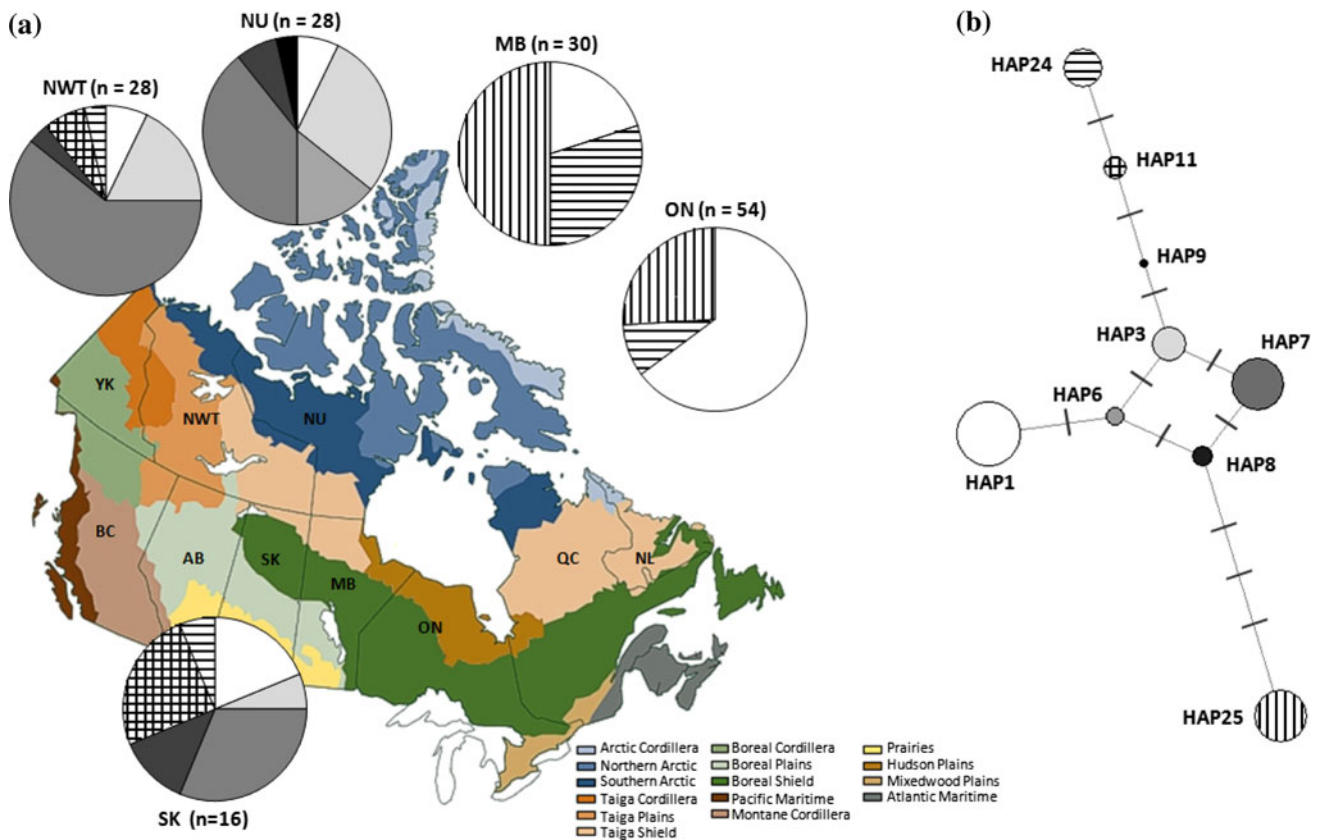 (a)
NU (n = 28)
MB (n = 30)
NWT (n = 28)
ON (n = 54)
YK
NWT
NU
BC
AB
SK
MB
ON
QC
NL
SK (n=16)
Arctic Cordillera
Northern Arctic
Southern Arctic
Taiga Cordillera
Taiga Plains
Taiga Shield
Boreal Cordillera
Boreal Plains
Boreal Shield
Pacific Maritime
Montane Cordillera
Prairies
Hudson Plains
Mixedwood Plains
Atlantic Maritime
(b)
HAP24
HAP11
HAP9
HAP3
HAP7
HAP6
HAP1
HAP8
HAP25